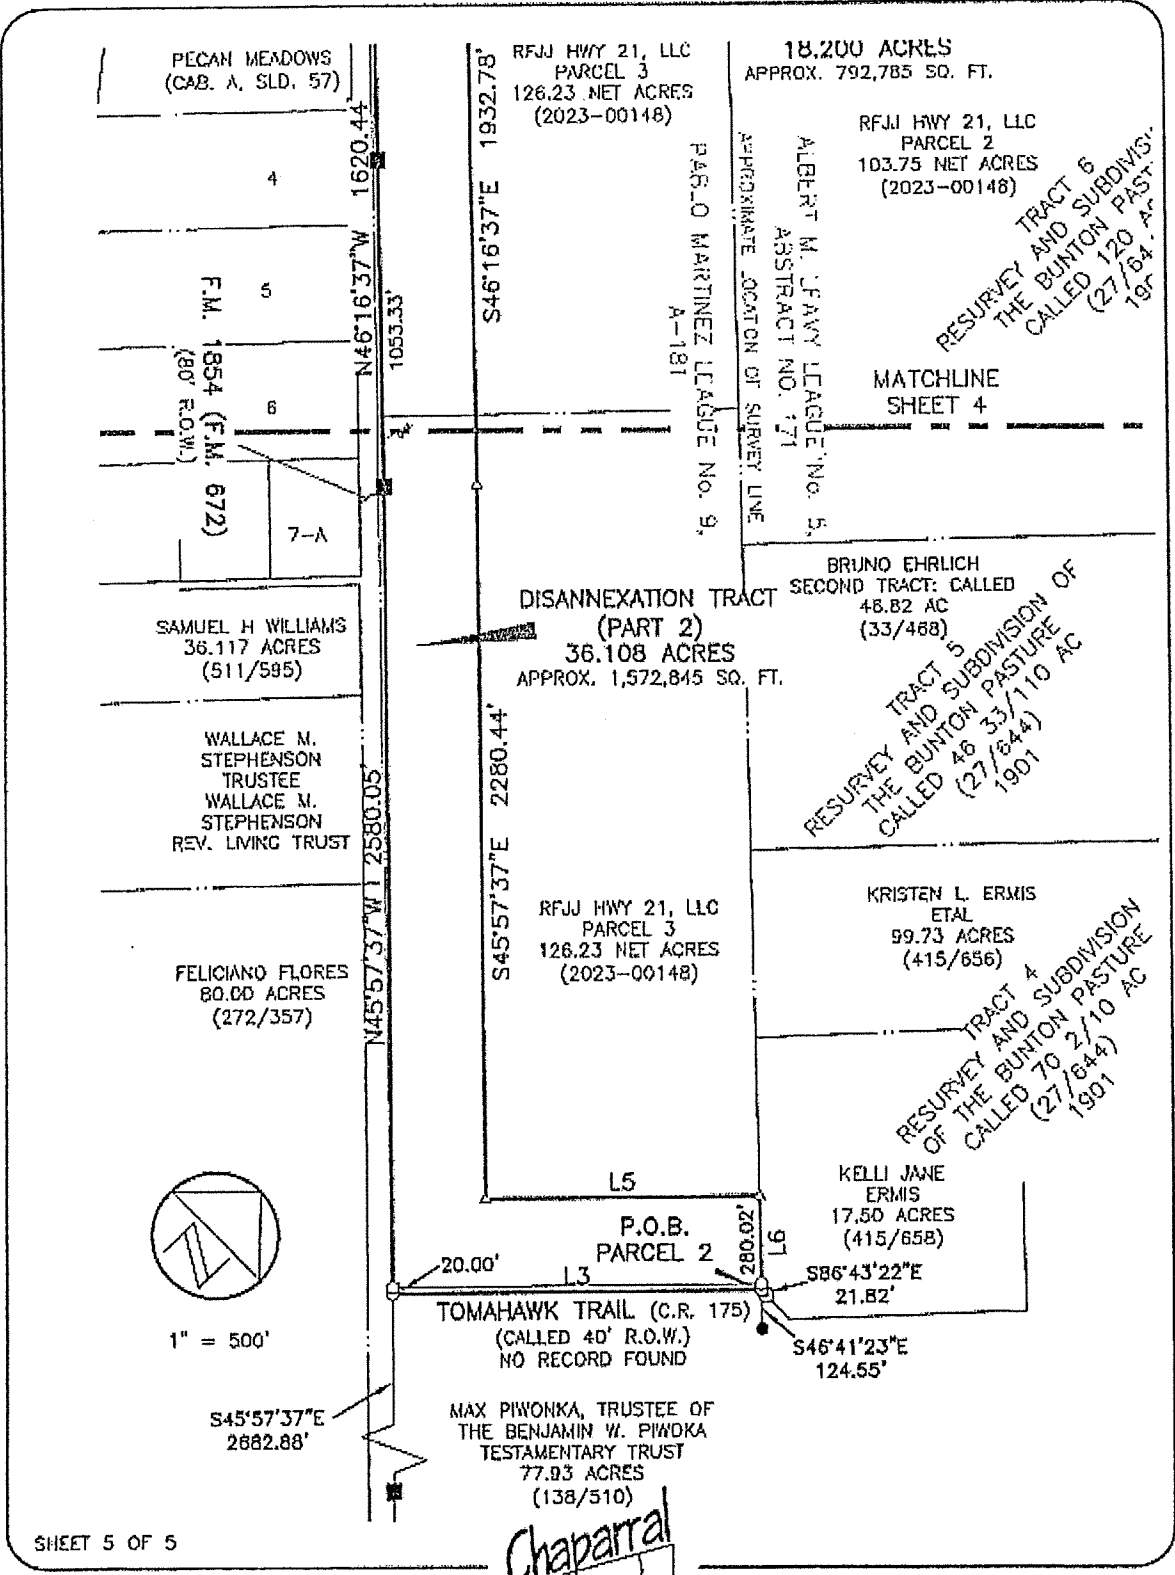 PECAN MEADOWS
(CAB. A, SLD. 57)
4
5
6
7-A
F.M. 1854 (F.M. 672)
(80' R.O.W.)
N46°16'37"W 1620.44'
1053.33'
S46°16'37"E 1932.78'
RFJJ HWY 21, LLC
PARCEL 3
126.23 NET ACRES
(2023-00148)
18.200 ACRES
APPROX. 792,785 SQ. FT.
RFJJ HWY 21, LLC
PARCEL 2
103.75 NET ACRES
(2023-00148)
PABLO MARTINEZ LEAGUE No. 9,
A-181
APPROXIMATE LOCATION OF SURVEY LINE
ALBERT M. LEAVY LEAGUE No. 5,
ABSTRACT NO. 171
TRACT 6
RESURVEY AND SUBDIVIS
THE BUNTON PAST
CALLED 120 AC
(27/64
190
MATCHLINE
SHEET 4
BRUNO EHRLICH
SECOND TRACT: CALLED
46.82 AC
(33/468)
DISANNEXATION TRACT
(PART 2)
36.108 ACRES
APPROX. 1,572,845 SQ. FT.
TRACT 5
RESURVEY AND SUBDIVISION OF
THE BUNTON PASTURE
CALLED 46 33/110 AC
(27/644)
1901
SAMUEL H WILLIAMS
36.117 ACRES
(511/595)
WALLACE M.
STEPHENSON
TRUSTEE
WALLACE M.
STEPHENSON
REV. LIVING TRUST
N45°57'37"W 2580.05'
S45°57'37"E 2280.44'
RFJJ HWY 21, LLC
PARCEL 3
126.23 NET ACRES
(2023-00148)
KRISTEN L. ERMIS
ETAL
99.73 ACRES
(415/656)
FELICIANO FLORES
80.00 ACRES
(272/357)
TRACT 4
RESURVEY AND SUBDIVISION
OF THE BUNTON PASTURE
CALLED 70 2/10 AC
(27/644)
1901
KELLI JANE
ERMIS
17.50 ACRES
(415/658)
L5
P.O.B.
PARCEL 2
280.02'
L6
20.00'
L3
S86°43'22"E
21.82'
TOMAHAWK TRAIL (C.R. 175)
(CALLED 40' R.O.W.)
NO RECORD FOUND
S46°41'23"E
124.55'
N
1" = 500'
S45°57'37"E
2682.88'
MAX PIWONKA, TRUSTEE OF
THE BENJAMIN W. PIWOKA
TESTAMENTARY TRUST
77.93 ACRES
(138/510)
SHEET 5 OF 5
Chaparral